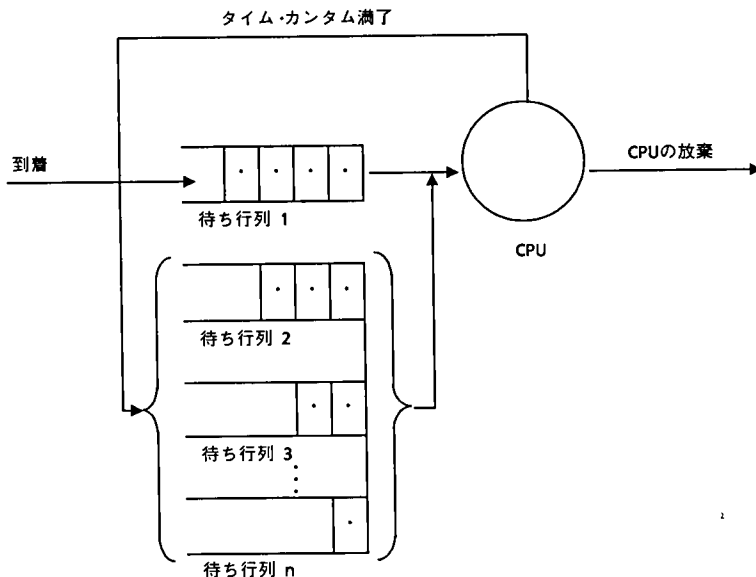 タイム・カンタム満了
到着
CPUの放棄
待ち行列 1
CPU
待ち行列 2
待ち行列 3
待ち行列 n
2